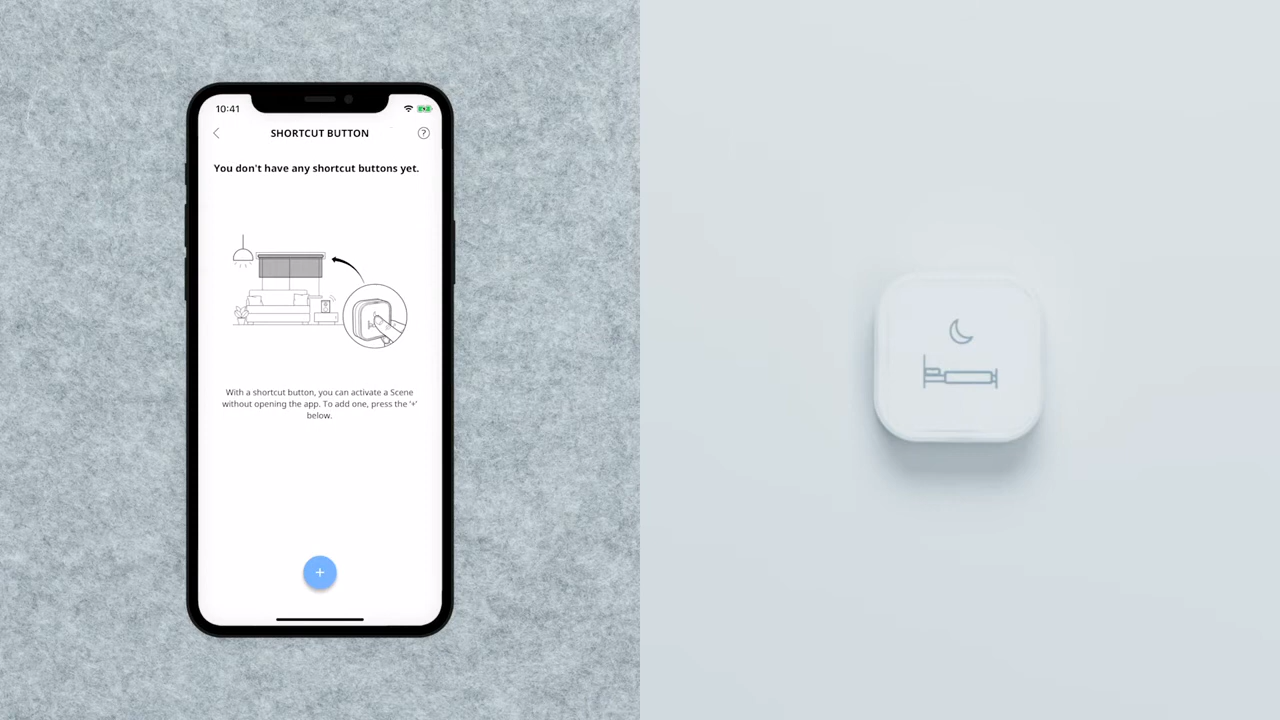 10:41
SHORTCUT BUTTON
?
You don't have any shortcut buttons yet.
With a shortcut button, you can activate a Scene
without opening the app. To add one, press the '+'
below.
+